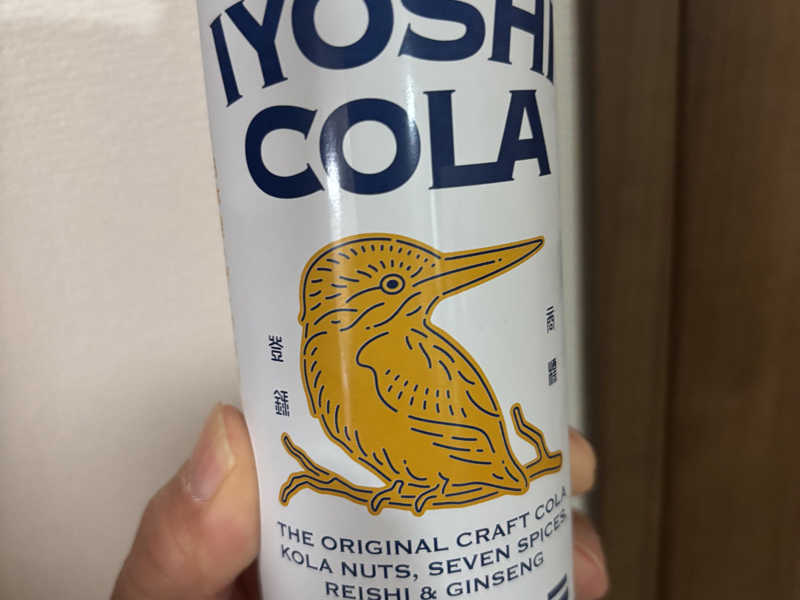 IYOSHI
COLA
THE ORIGINAL CRAFT COLA
KOLA NUTS, SEVEN SPICES,
REISHI & GINSENG